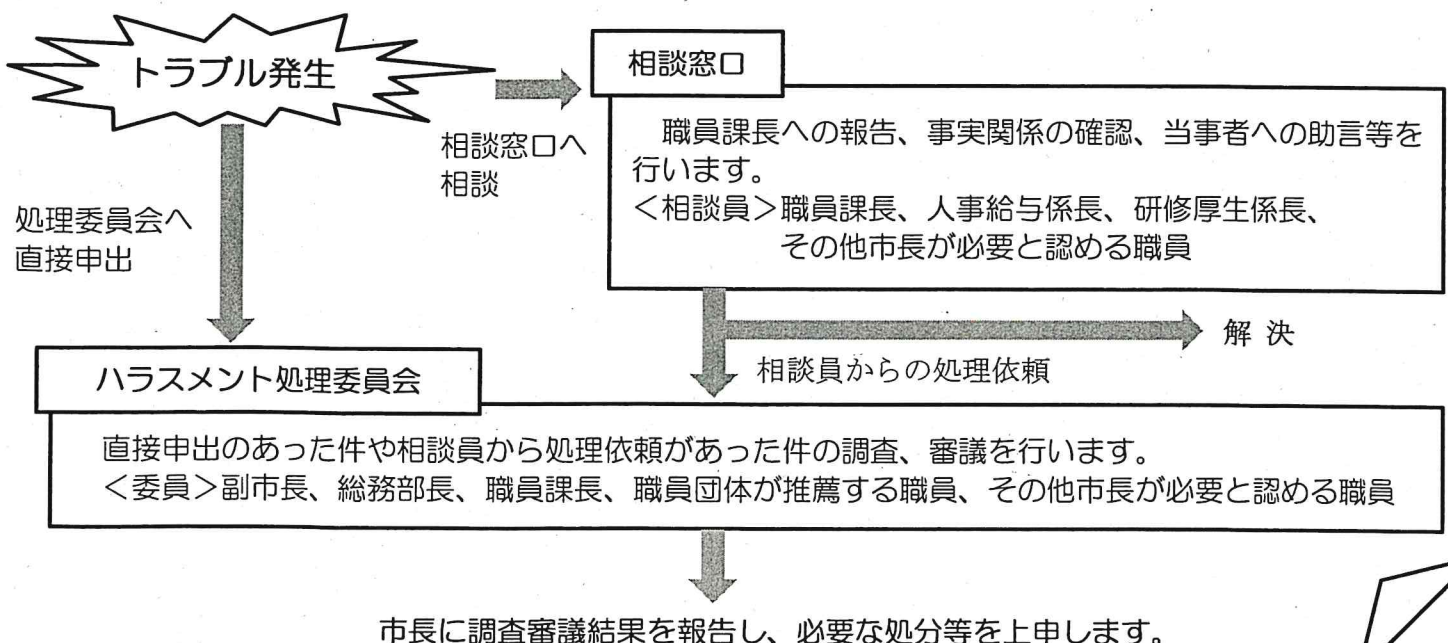 トラブル発生
相談窓口
相談窓口へ
相談
　職員課長への報告、事実関係の確認、当事者への助言等を
行います。
＜相談員＞職員課長、人事給与係長、研修厚生係長、
その他市長が必要と認める職員
処理委員会へ
直接申出
解 決
相談員からの処理依頼
ハラスメント処理委員会
直接申出のあった件や相談員から処理依頼があった件の調査、審議を行います。
＜委員＞副市長、総務部長、職員課長、職員団体が推薦する職員、その他市長が必要と認める職員
市長に調査審議結果を報告し、必要な処分等を上申します。